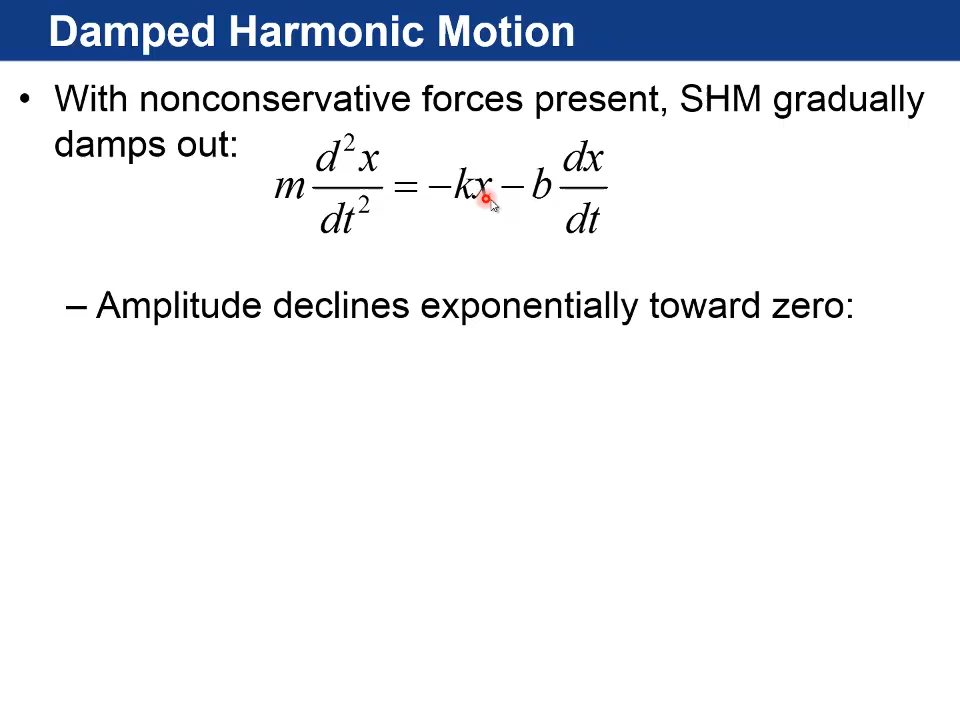 Damped Harmonic Motion
• With nonconservative forces present, SHM gradually
damps out:
m d²x/dt² = −kx − b dx/dt
– Amplitude declines exponentially toward zero: